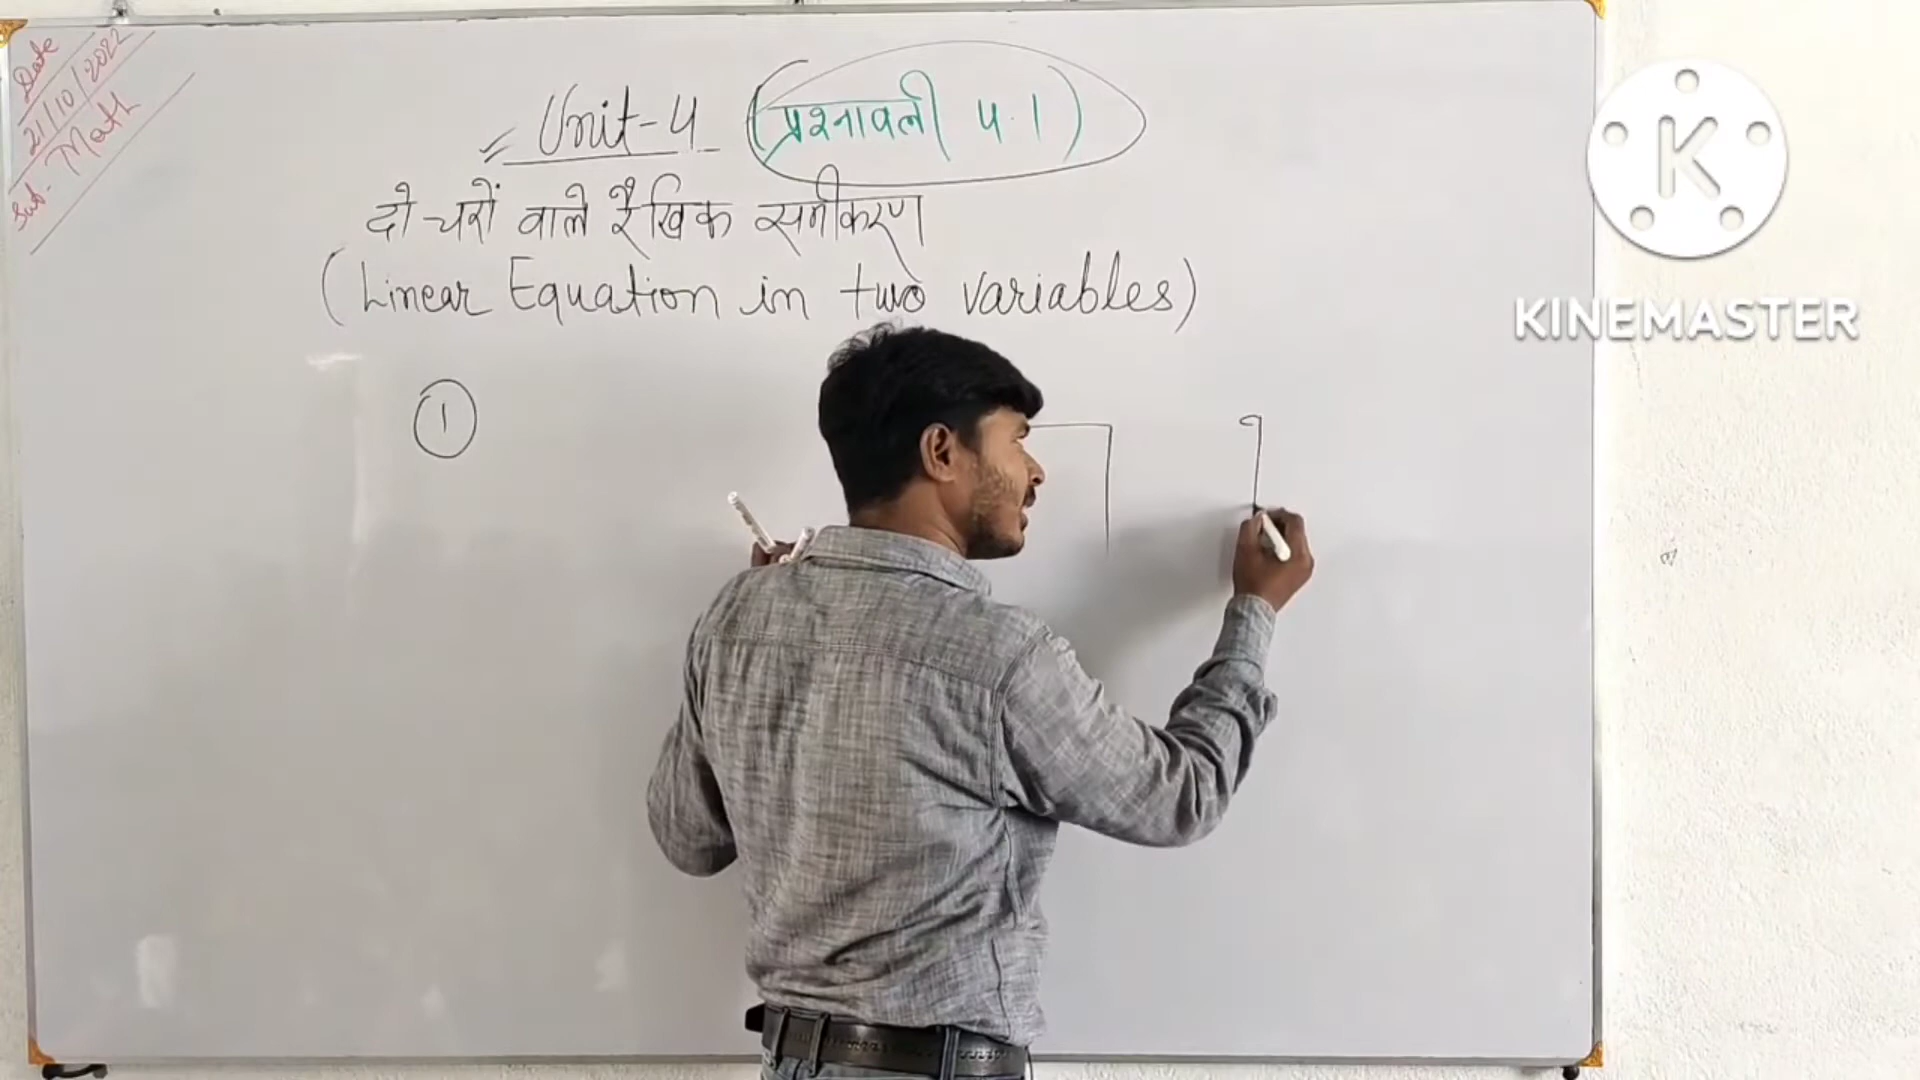 Date
21/10/2022
Sub- Math
Unit-4 (प्रश्नावली 4.1)
दो चरों वाले रैखिक समीकरण
(Linear Equation in two variables)
1
K
KINEMASTER